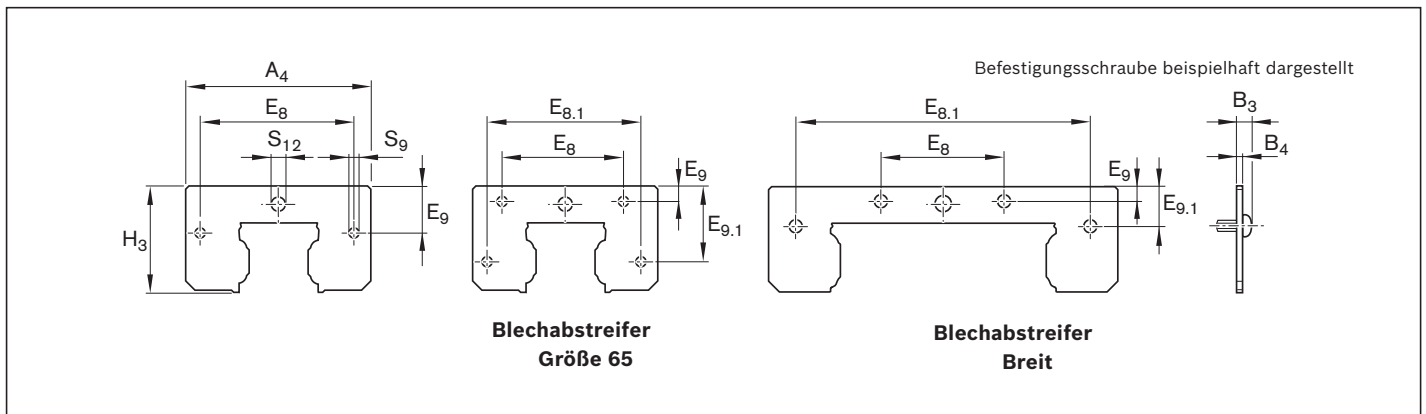 Befestigungsschraube beispielhaft dargestellt
A4
E8
S12
S9
H3
E9
E8.1
E8
E9
E9.1
E8.1
E8
E9
E9.1
B3
B4
Blechabstreifer
Größe 65
Blechabstreifer
Breit